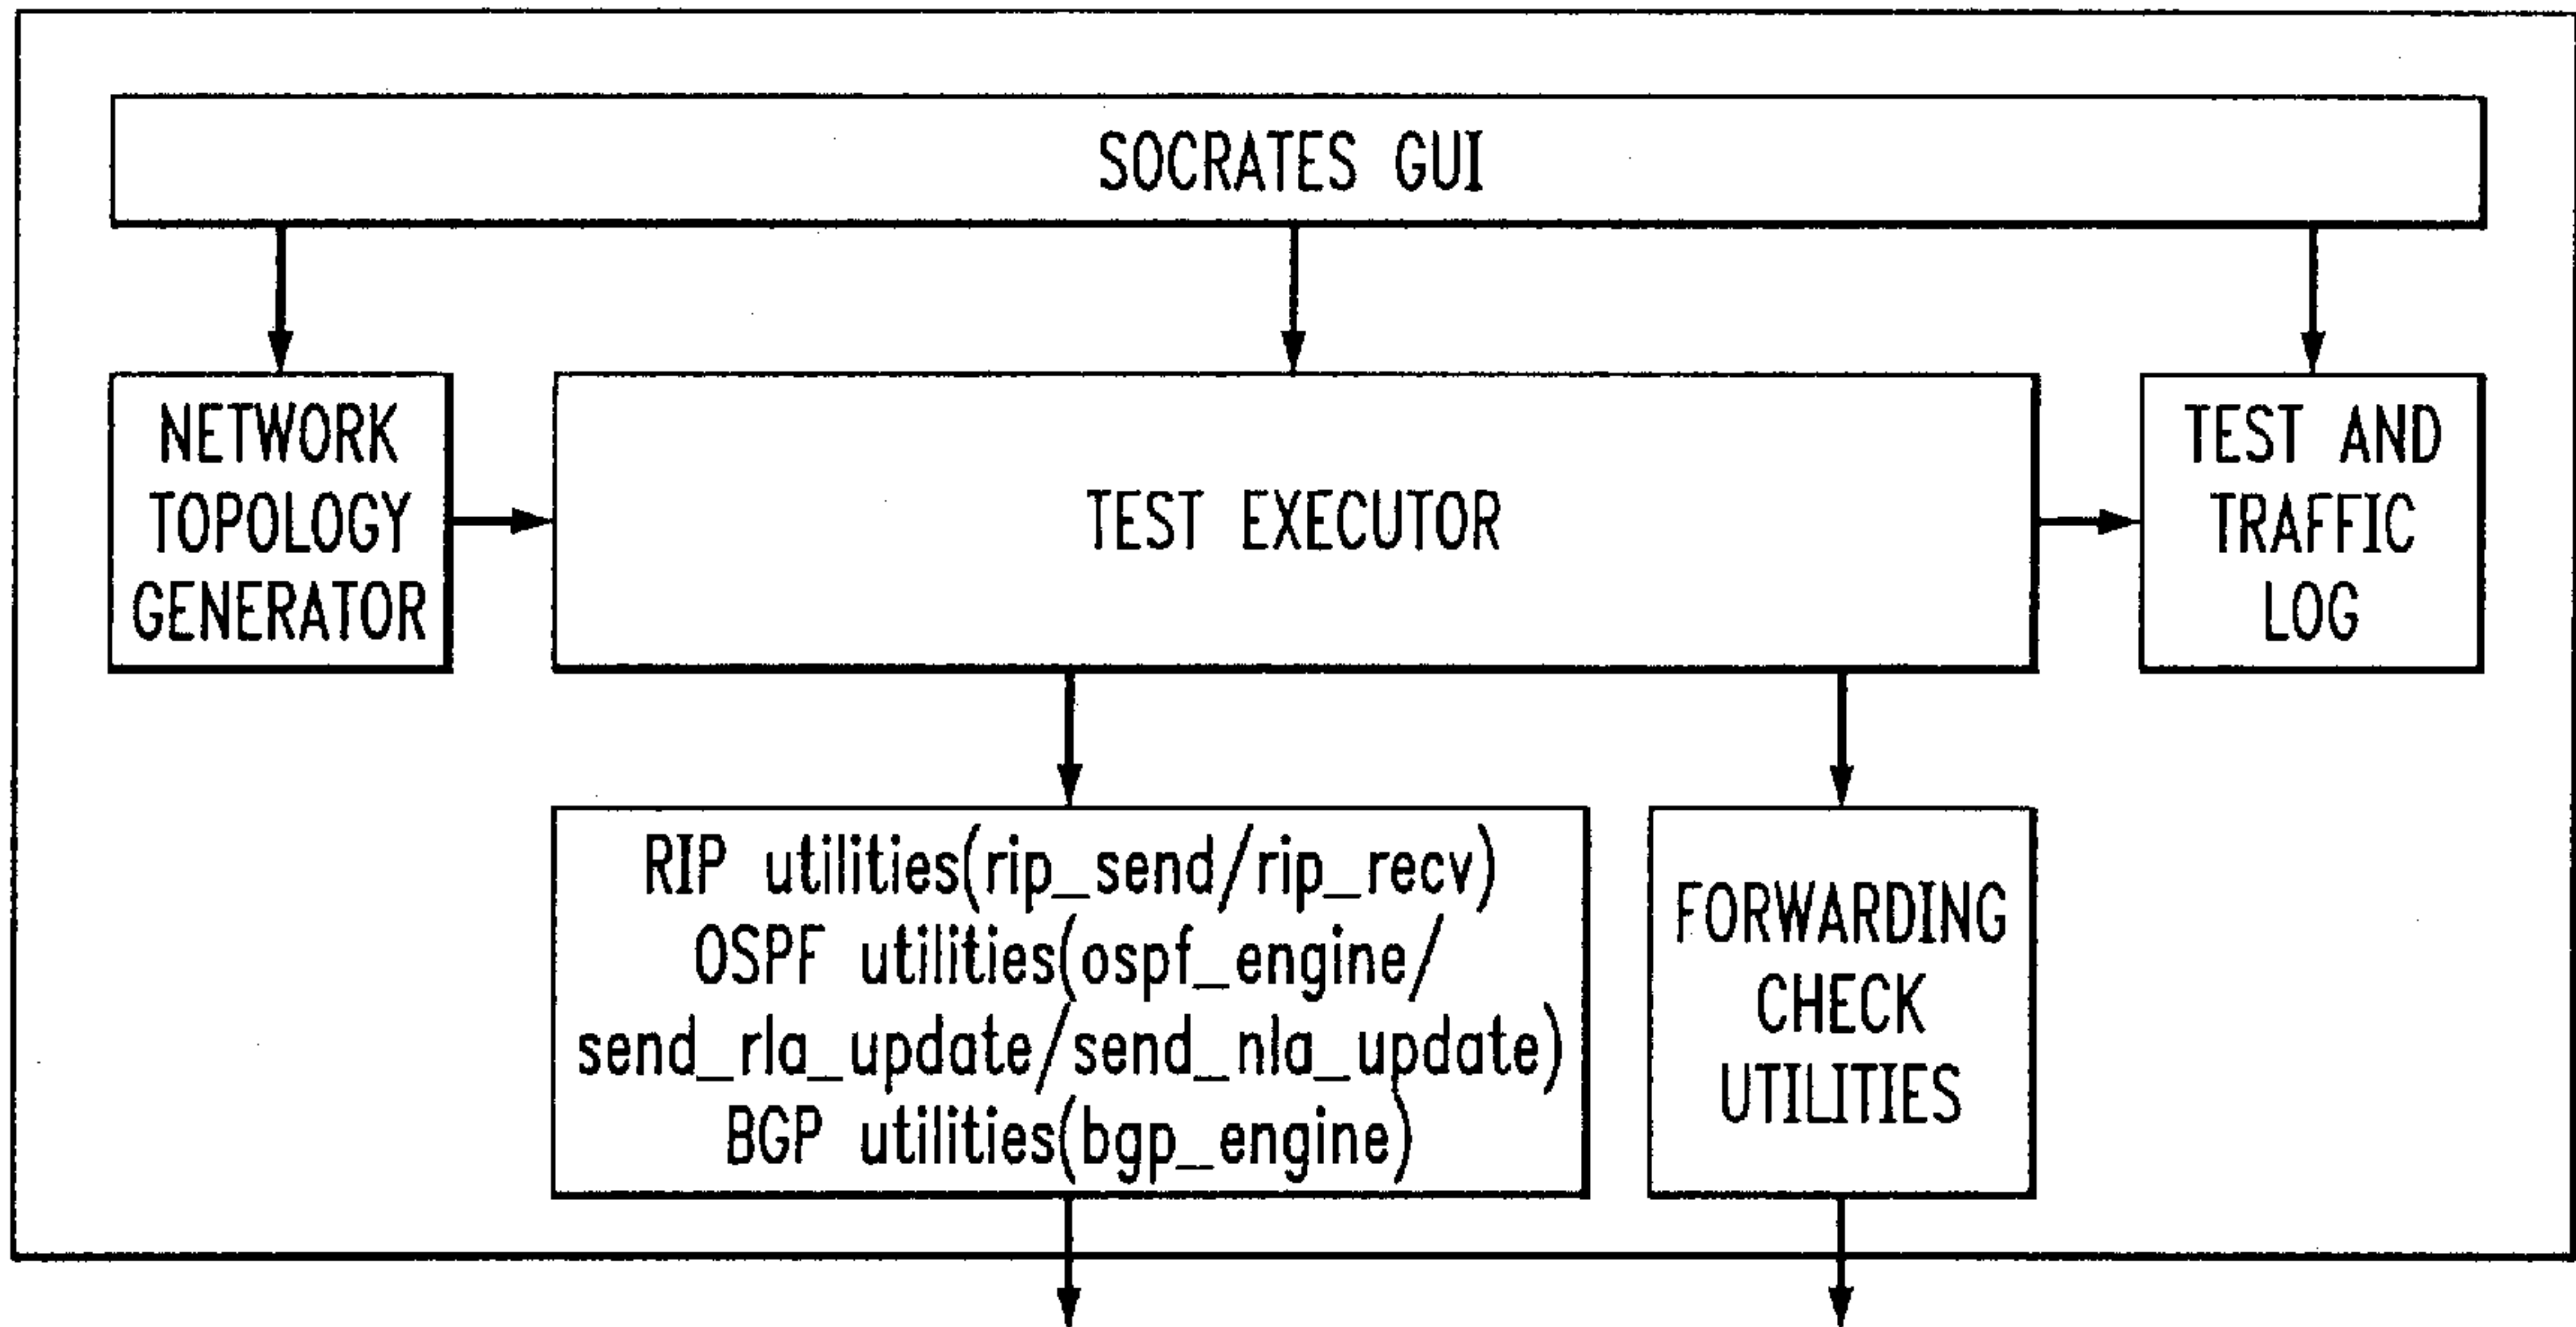 SOCRATES GUI
NETWORK
TOPOLOGY
GENERATOR
TEST EXECUTOR
TEST AND
TRAFFIC
LOG
RIP utilities(rip_send/rip_recv)
OSPF utilities(ospf_engine/
send_rla_update/send_nla_update)
BGP utilities(bgp_engine)
FORWARDING
CHECK
UTILITIES